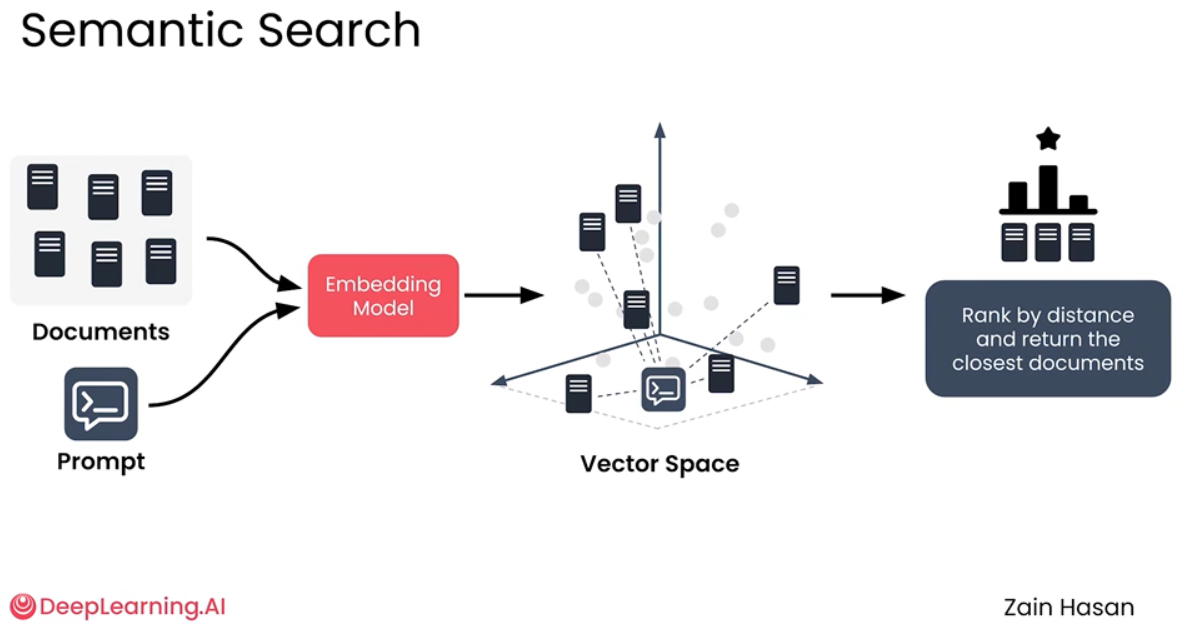 Semantic Search
Documents
Prompt
Embedding
Model
Vector Space
Rank by distance
and return the
closest documents
DeepLearning.AI
Zain Hasan